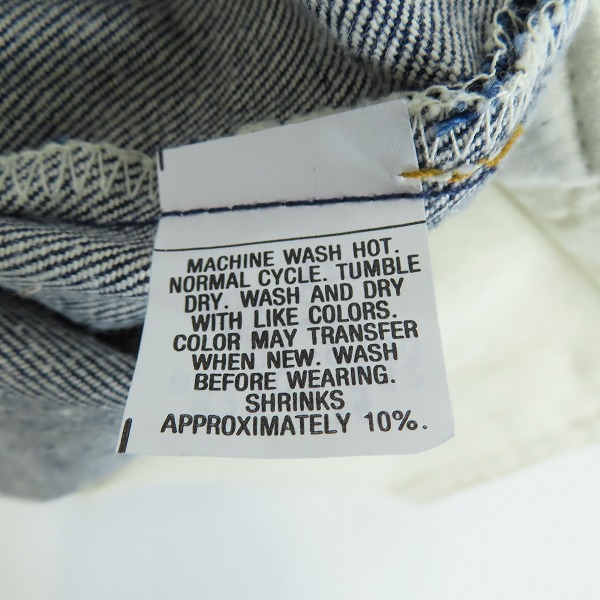 MACHINE WASH HOT.
NORMAL CYCLE. TUMBLE
DRY. WASH AND DRY
WITH LIKE COLORS.
COLOR MAY TRANSFER
WHEN NEW. WASH
BEFORE WEARING.
SHRINKS
APPROXIMATELY 10%.